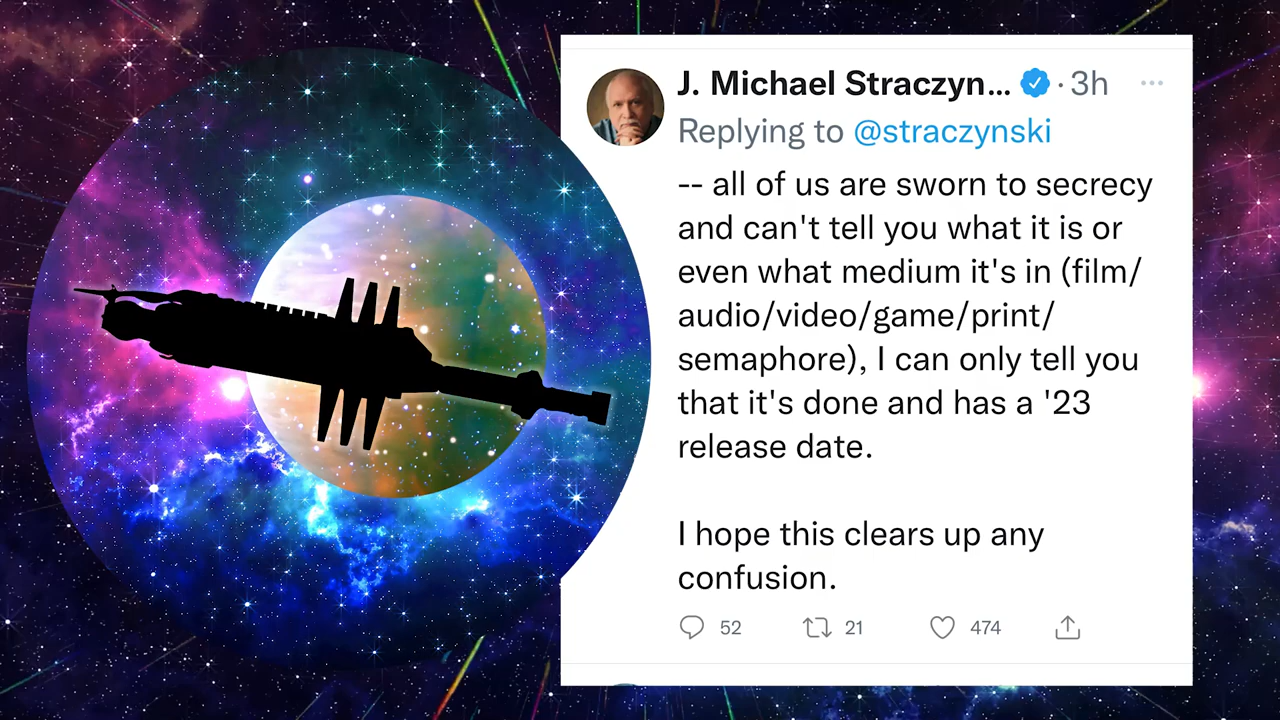 J. Michael Straczyn... · 3h
Replying to @straczynski
-- all of us are sworn to secrecy
and can't tell you what it is or
even what medium it's in (film/
audio/video/game/print/
semaphore), I can only tell you
that it's done and has a '23
release date.
I hope this clears up any
confusion.
52 21 474